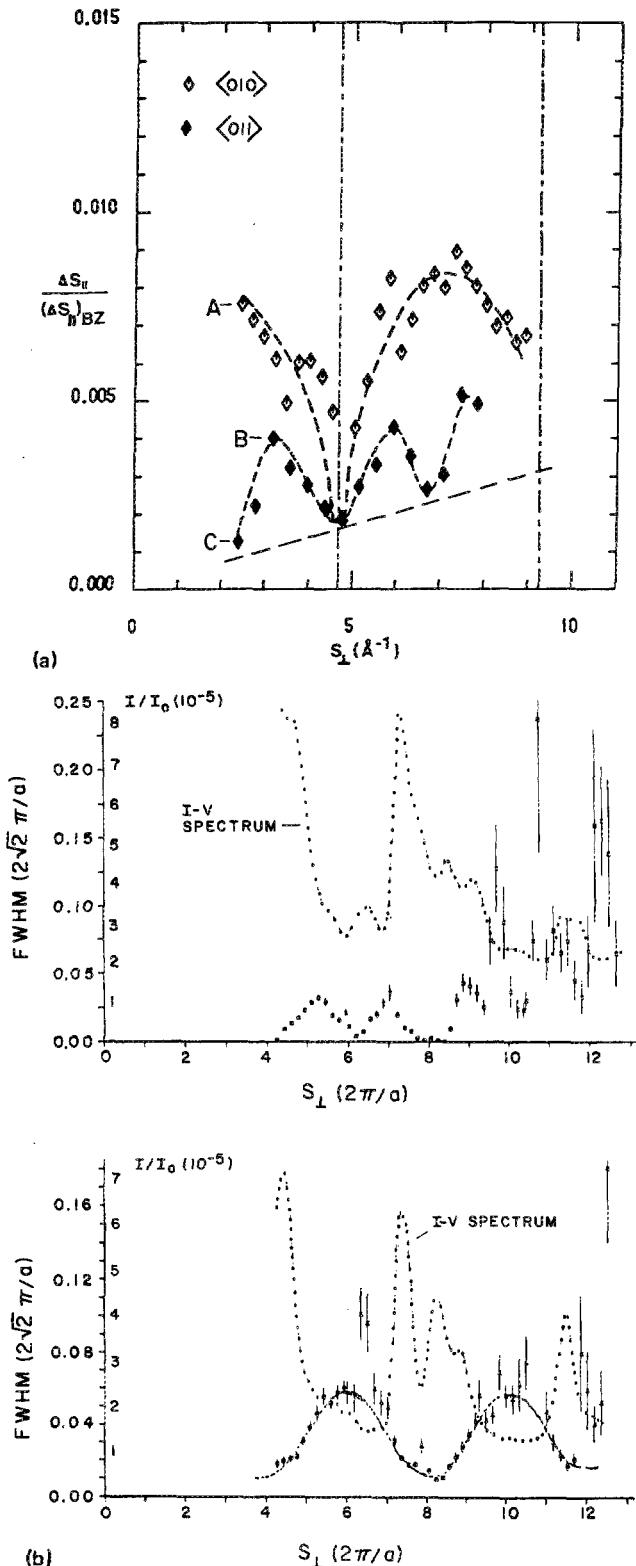 0.015
<010>
<011>
0.010
ΔS∥
(ΔS∥)BZ
A
0.005
B
C
0.000
0 5 10
S⊥(Å⁻¹)
(a)
0.25
I/I₀(10⁻⁵)
8
0.20
7
6
I-V
SPECTRUM
0.15
5
FWHM (2√2 π/a)
4
0.10
3
2
0.05
1
0.00
0 2 4 6 8 10 12
S⊥ (2π/a)
I/I₀(10⁻⁵)
7
0.16
I-V SPECTRUM
6
0.12
5
4
FWHM (2√2 π/a)
0.08
3
2
0.04
1
0.00
0 2 4 6 8 10 12
(b)
S⊥ (2π/a)